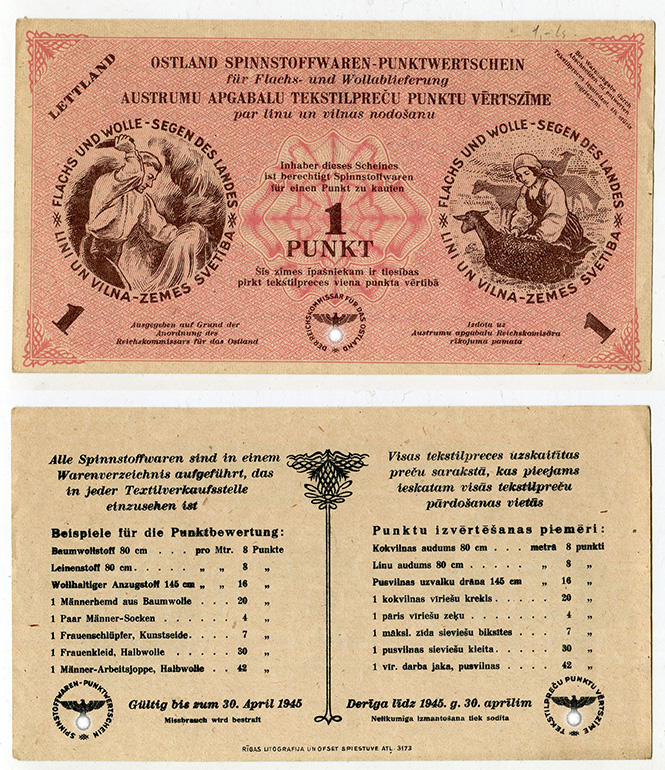 1,-Ls
LETTLAND
OSTLAND SPINNSTOFFWAREN-PUNKTWERTSCHEIN
für Flachs- und Wollablieferung
AUSTRUMU APGABALU TEKSTILPREČU PUNKTU VĒRTSZĪME
par linu un vilnas nodošanu
Bei Warenabgabe durch
FLACHS UND WOLLE - SEGEN DES LANDES
LINI UN VILNA - ZEMES SVETĪBA
Inhaber dieses Scheines
ist berechtigt Spinnstoffwaren
für einen Punkt zu kaufen
1
PUNKT
Šīs zīmes īpašniekam ir tiesības
pirkt tekstilpreces viena punkta vērtībā
FLACHS UND WOLLE - SEGEN DES LANDES
LINI UN VILNA - ZEMES SVETĪBA
1
Ausgegeben auf Grund der
Anordnung des
Reichskommissars für das Ostland
DER REICHSKOMMISSAR FÜR DAS OSTLAND
Izdota uz
Austrumu apgabalu Reichskomisāra
rīkojuma pamata
1
Alle Spinnstoffwaren sind in einem
Warenverzeichnis aufgeführt, das
in jeder Textilverkaufsstelle
einzusehen ist
Beispiele für die Punktbewertung:
Baumwollstoff 80 cm . . . . pro Mtr. 8 Punkte
Leinenstoff 80 cm . . . . . „ „ 8 „
Wollhaltiger Anzugstoff 145 cm „ „ 16 „
1 Männerhemd aus Baumwolle . . . . 20 „
1 Paar Männer-Socken . . . . 4 „
1 Frauenschlüpfer, Kunstseide . . . . 7 „
1 Frauenkleid, Halbwolle . . . . 30 „
1 Männer-Arbeitsjoppe, Halbwolle . . 42 „
SPINNSTOFFWAREN-PUNKTWERTSCHEIN
Gültig bis zum 30. April 1945
Missbrauch wird bestraft
Visas tekstilpreces uzskaitītas
preču sarakstā, kas pieejams
ieskatam visās tekstilpreču
pārdošanas vietās
Punktu izvērtēšanas piemēri:
Kokvilnas audums 80 cm . . . . metrā 8 punkti
Linu audums 80 cm . . . . . „ 8 „
Pusvilnas uzvalku drāna 145 cm „ 16 „
1 kokvilnas vīriešu krekls . . . . 20 „
1 pāris vīriešu zeķu . . . . 4 „
1 māksl. zīda sieviešu biksītes . . . 7 „
1 pusvilnas sieviešu kleita . . . . 30 „
1 vīr. darba jaka, pusvilnas . . . . 42 „
Derīga līdz 1945. g. 30. aprīlim
Nelikumīga izmantošana tiek sodīta
TEKSTILPREČU PUNKTU VĒRTSZĪME
RĪGAS LITOGRAFIJA UN OFSET SPIESTUVE ATL. 3173